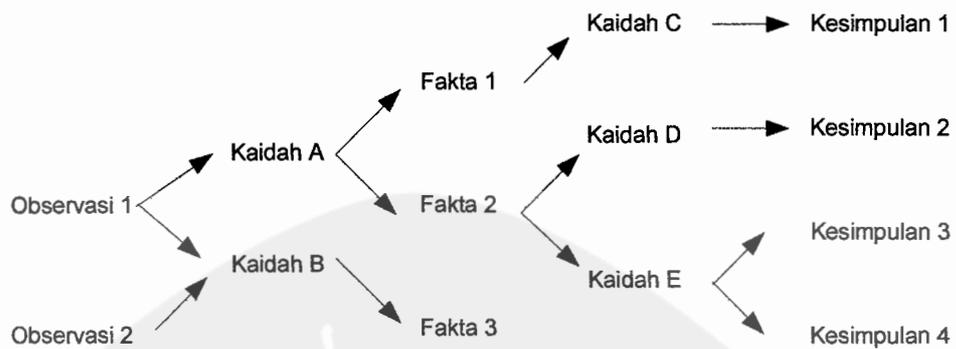 Kaidah C
Kesimpulan 1
Fakta 1
Kaidah D
Kesimpulan 2
Kaidah A
Observasi 1
Fakta 2
Kesimpulan 3
Kaidah B
Kaidah E
Observasi 2
Fakta 3
Kesimpulan 4